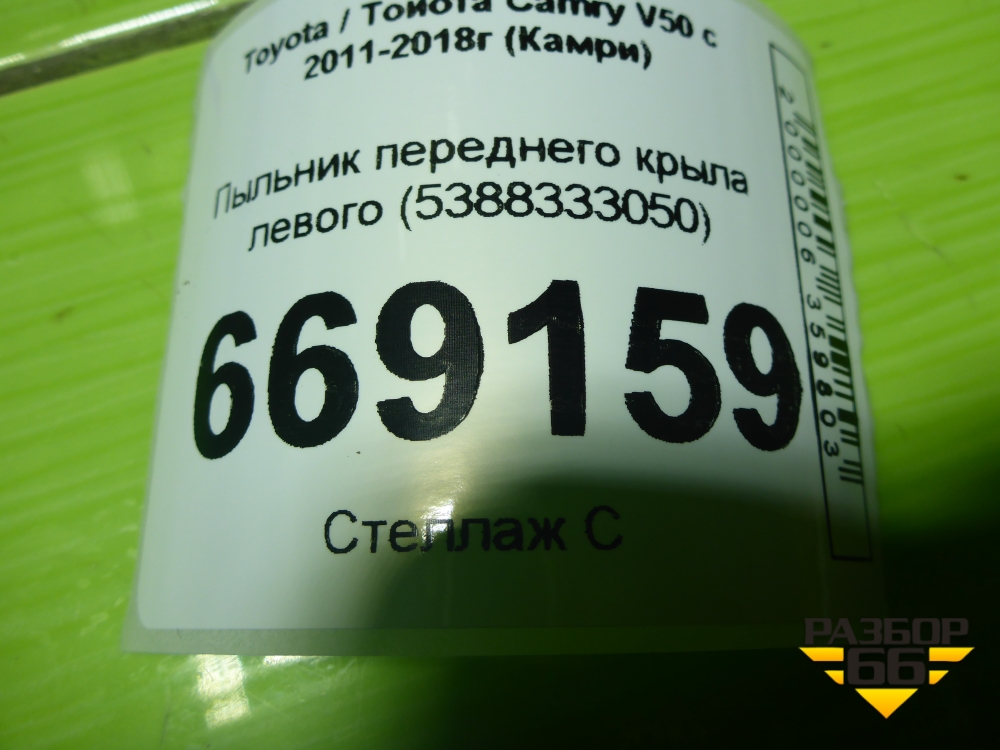 Toyota / Тойота Camry V50 с
2011-2018г (Камри)
Пыльник переднего крыла
левого (5388333050)
669159
Стеллаж С
2000006359803
РАЗБОР
66